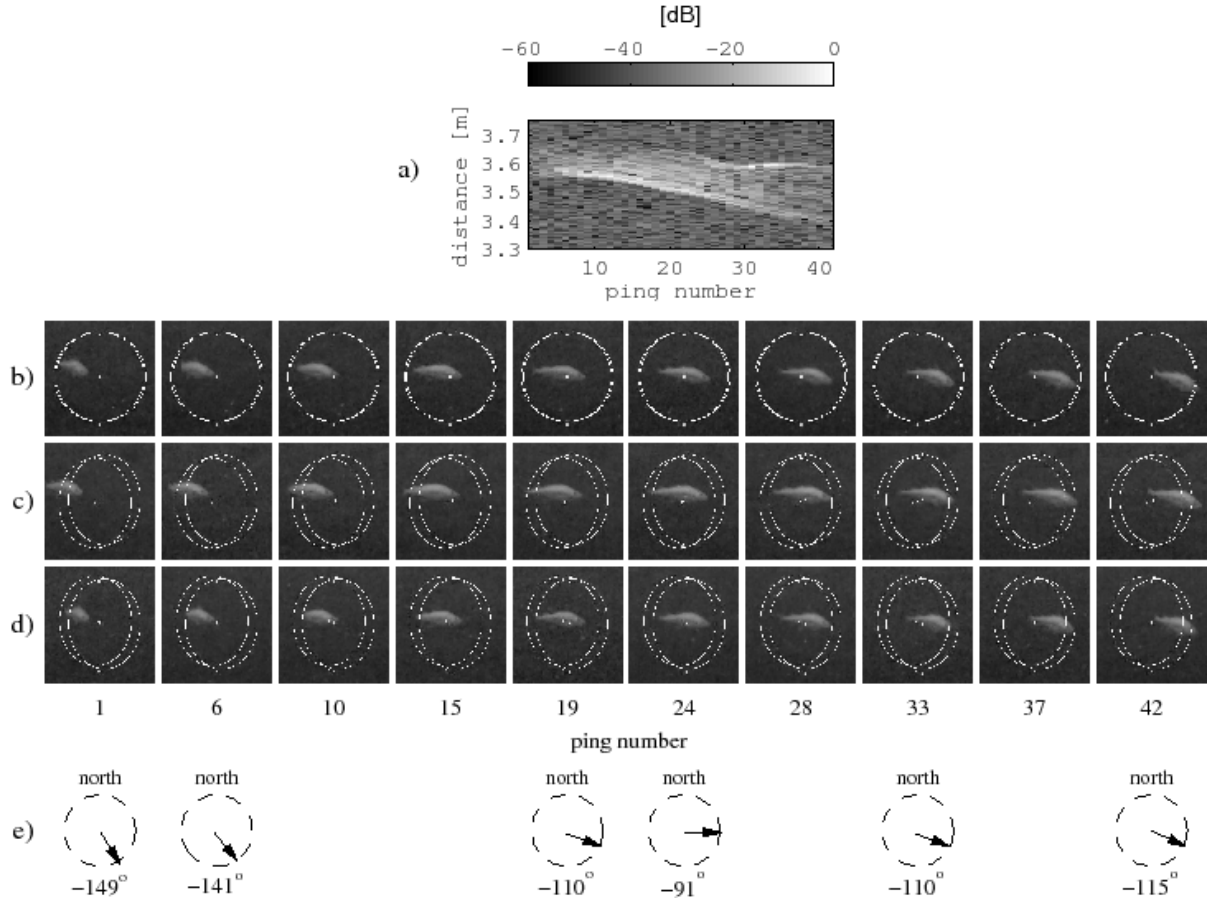 [dB]
−60 −40 −20 0
a)
distance [m]
3.7
3.6
3.5
3.4
3.3
10 20 30 40
ping number
b)
c)
d)
1 6 10 15 19 24 28 33 37 42
ping number
north north north north north north
e)
−149° −141° −110° −91° −110° −115°